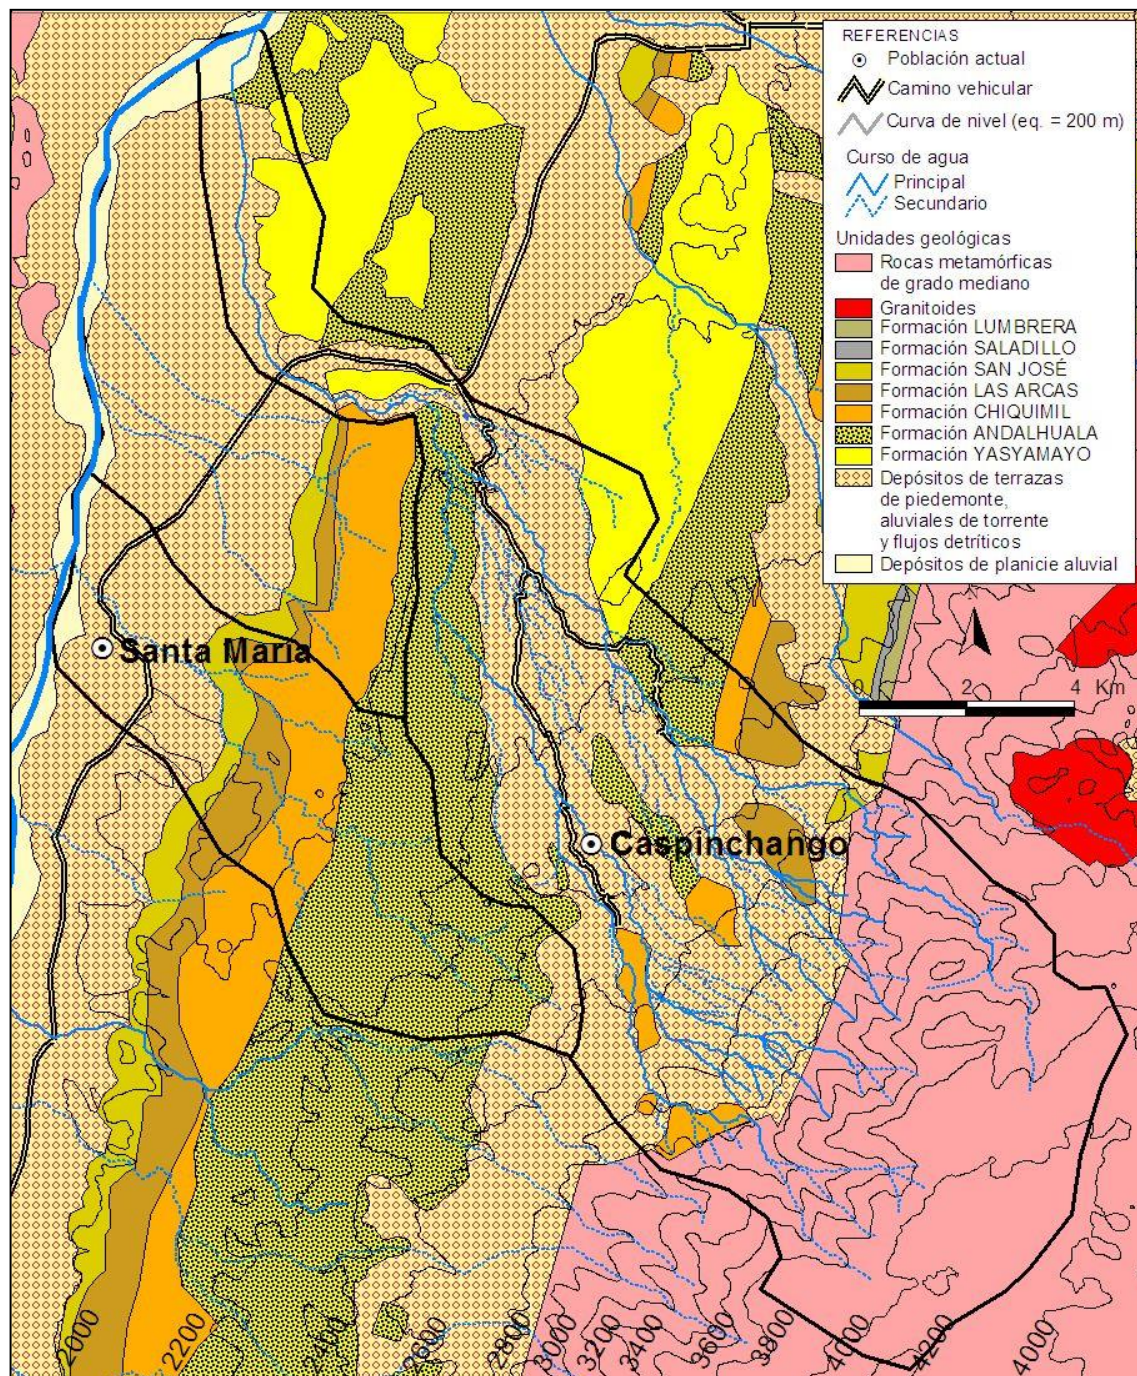 REFERENCIAS
Población actual
Camino vehicular
Curva de nivel (eq. = 200 m)
Curso de agua
Principal
Secundario
Unidades geológicas
Rocas metamórficas
de grado mediano
Granitoides
Formación LUMBRERA
Formación SALADILLO
Formación SAN JOSÉ
Formación LAS ARCAS
Formación CHIQUIMIL
Formación ANDALHUALA
Formación YASYAMAYO
Depósitos de terrazas
de piedemonte,
aluviales de torrente
y flujos detríticos
Depósitos de planicie aluvial
Santa María
0 2 4 Km
Caspinchango
2000
2200
2400
2600
2800
3000
3200
3400
3600
3800
4000
4200
4000